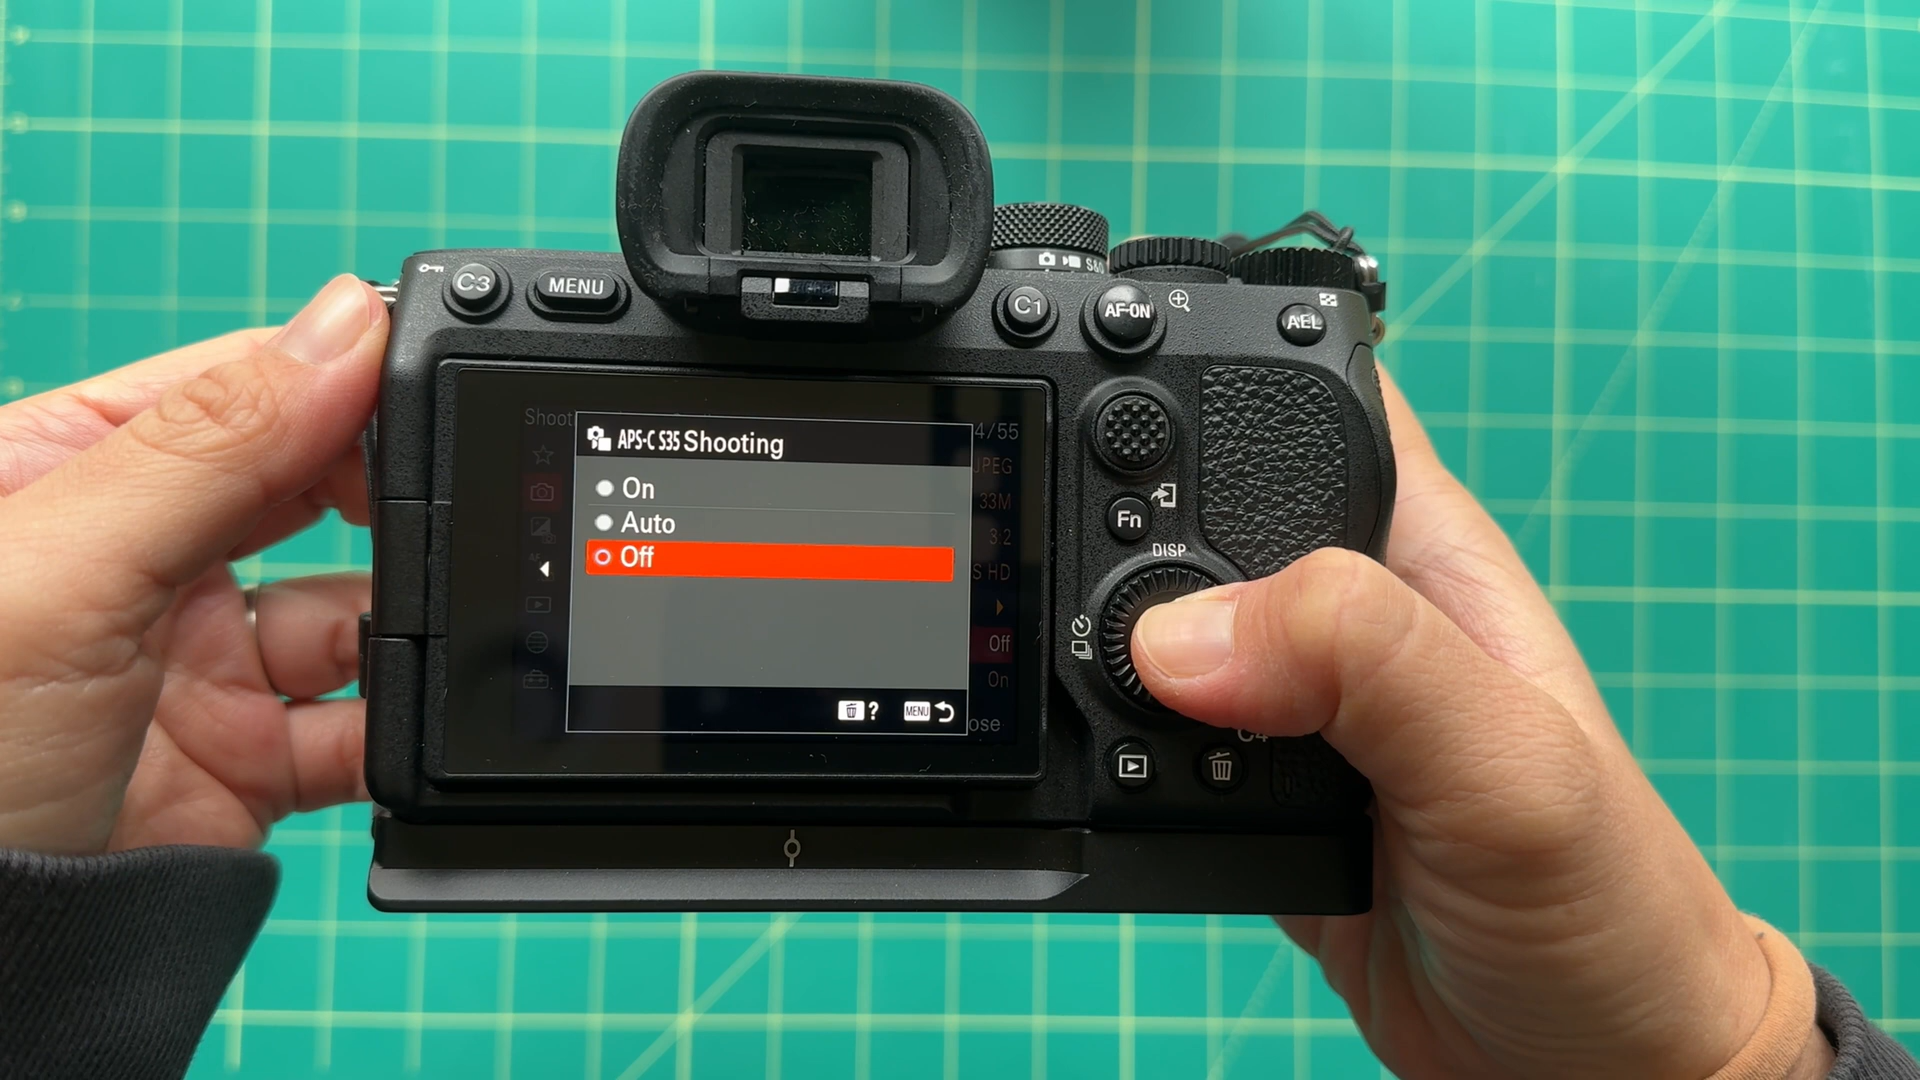 C3
MENU
S&Q
C1
AF-ON
AEL
Shoot
4/55
APS-C S35 Shooting
JPEG
On
33M
Auto
3:2
Off
S HD
Off
On
?
MENU
ose
Fn
DISP
C4